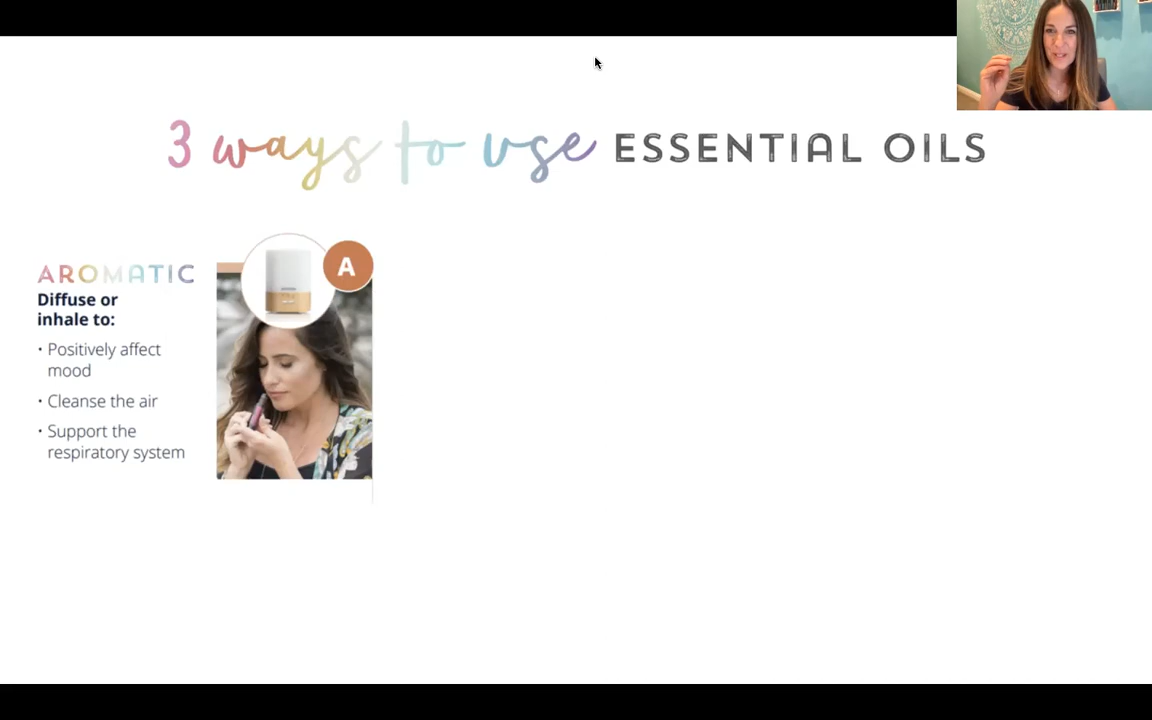 3 ways to use ESSENTIAL OILS
A
AROMATIC
Diffuse or
inhale to:
• Positively affect
mood
• Cleanse the air
• Support the
respiratory system